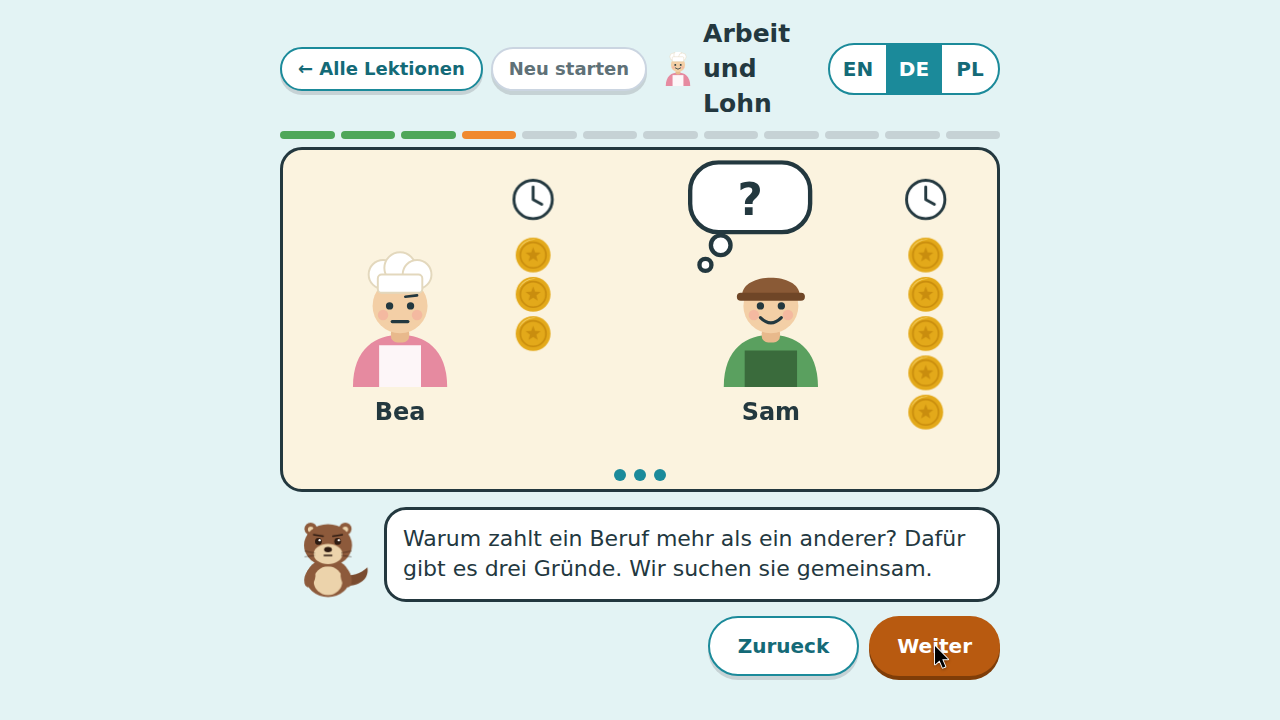 ← Alle Lektionen
Neu starten
Arbeit
und
Lohn
EN DE PL
?
Bea
Sam
Warum zahlt ein Beruf mehr als ein anderer? Dafür
gibt es drei Gründe. Wir suchen sie gemeinsam.
Zurueck
Weiter